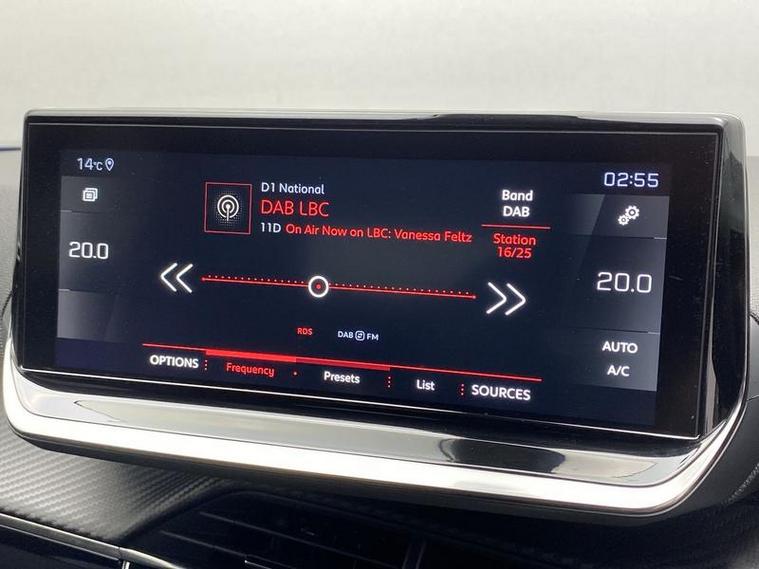 14°C
02:55
D1 National
DAB LBC
11D On Air Now on LBC: Vanessa Feltz
Band
DAB
Station
16/25
20.0
20.0
RDS
DAB FM
AUTO
A/C
OPTIONS
Frequency
Presets
List
SOURCES